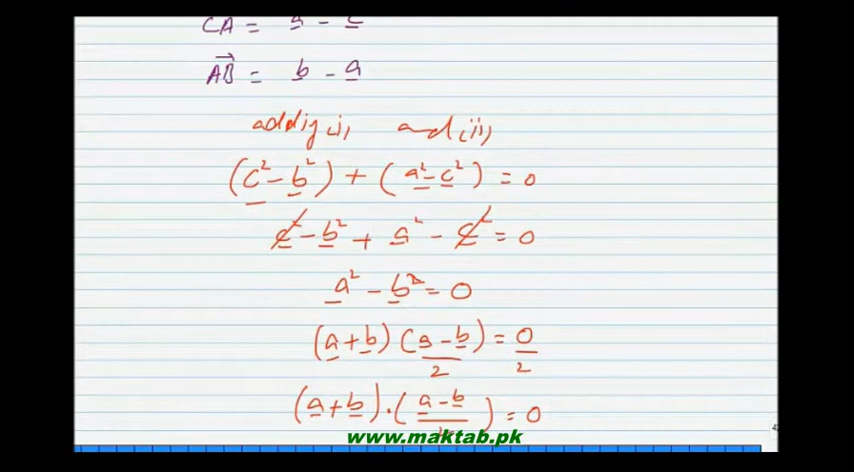 CA = a - c
AB = b - a
adding (i) and (ii)
(c² - b²) + (a² - c²) = 0
c² - b² + a² - c² = 0
a² - b² = 0
(a + b) (a - b)/2 = 0/2
(a + b) . (a - b / 2) = 0
www.maktab.pk